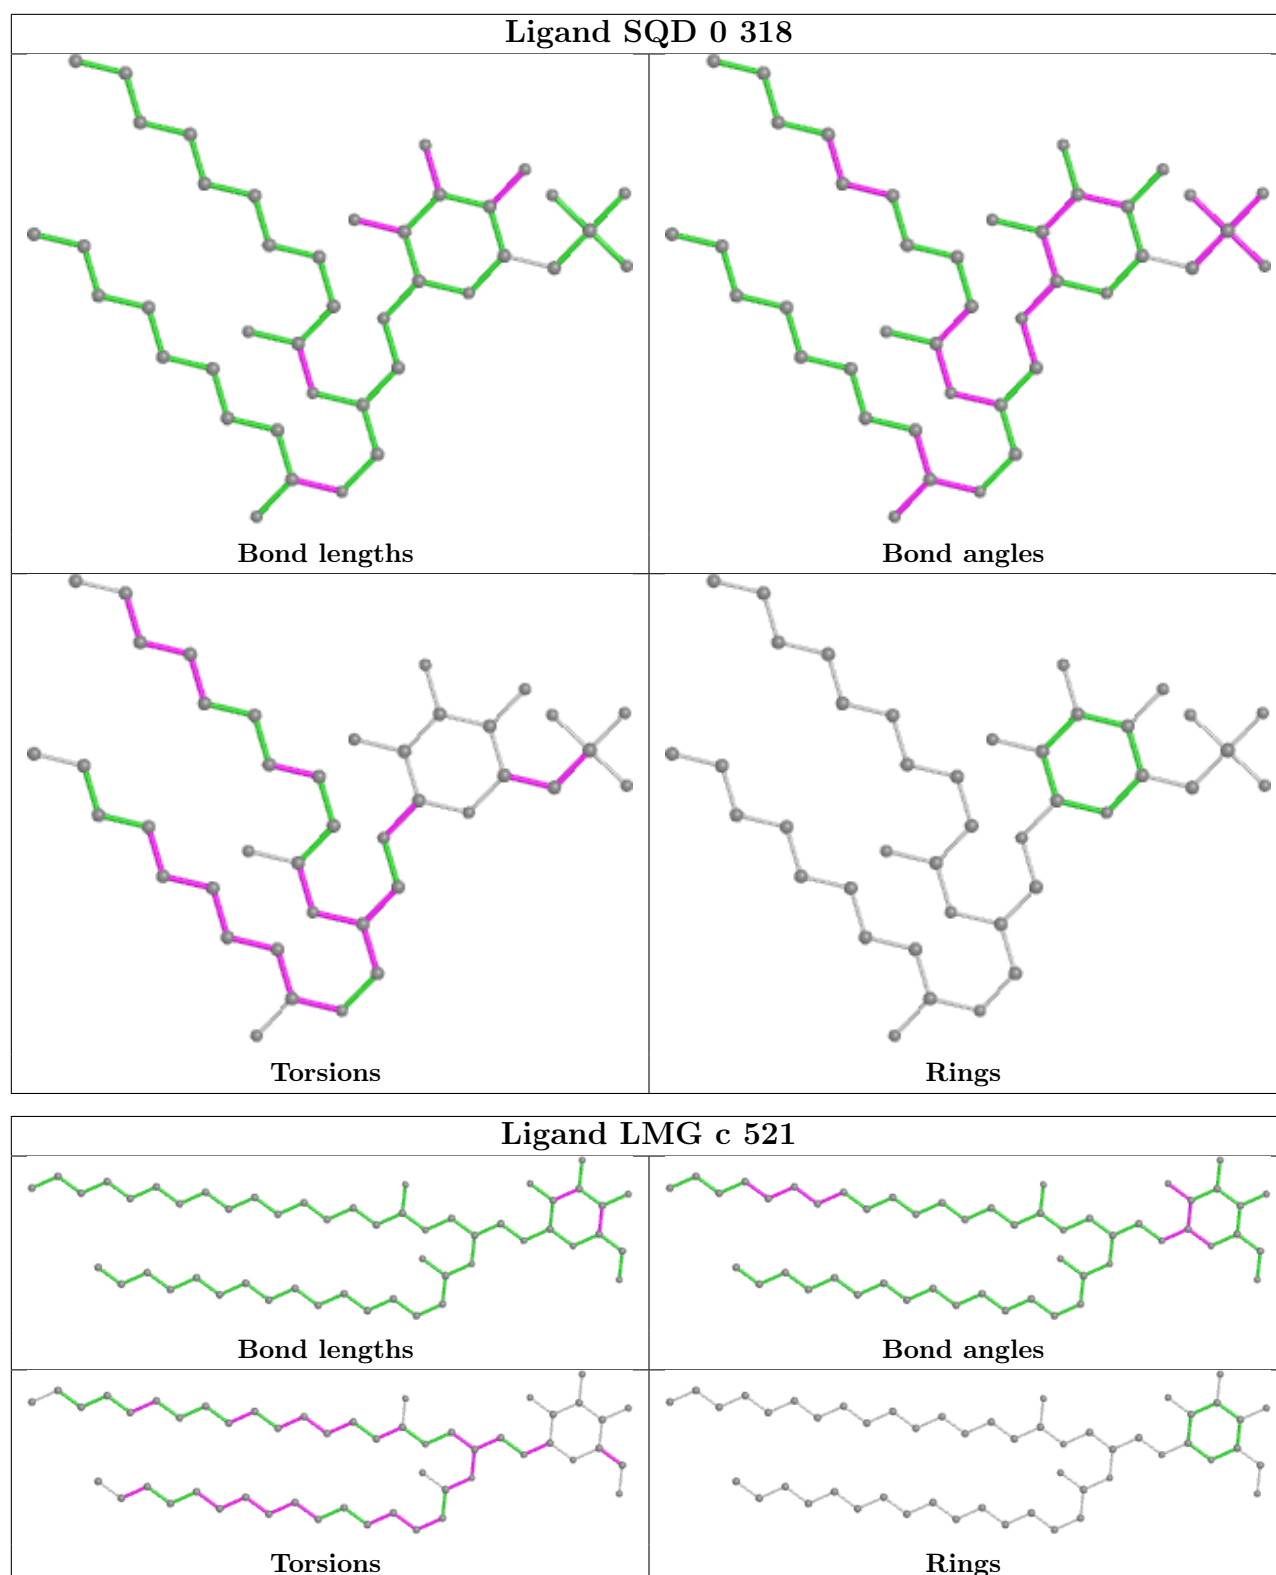 Ligand SQD 0 318
Bond lengths
Bond angles
Torsions
Rings
Ligand LMG c 521
Bond lengths
Bond angles
Torsions
Rings